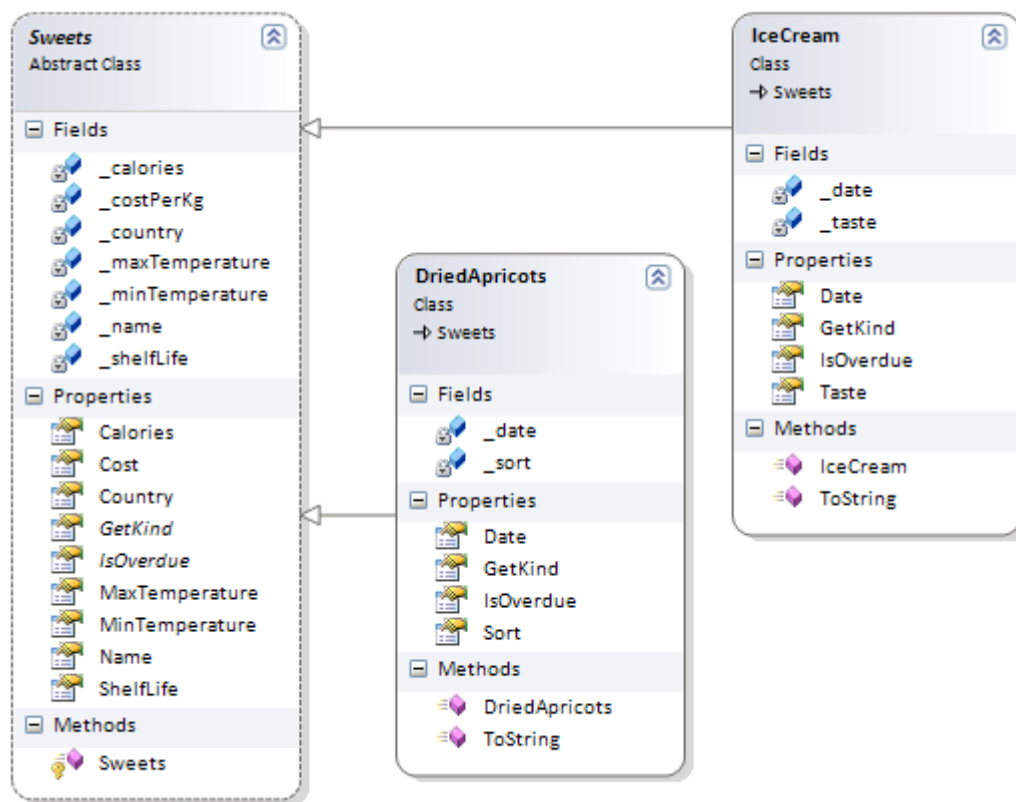 Sweets
Abstract Class
Fields
_calories
_costPerKg
_country
_maxTemperature
_minTemperature
_name
_shelfLife
Properties
Calories
Cost
Country
GetKind
IsOverdue
MaxTemperature
MinTemperature
Name
ShelfLife
Methods
Sweets
DriedApricots
Class
Sweets
Fields
_date
_sort
Properties
Date
GetKind
IsOverdue
Sort
Methods
DriedApricots
ToString
IceCream
Class
Sweets
Fields
_date
_taste
Properties
Date
GetKind
IsOverdue
Taste
Methods
IceCream
ToString